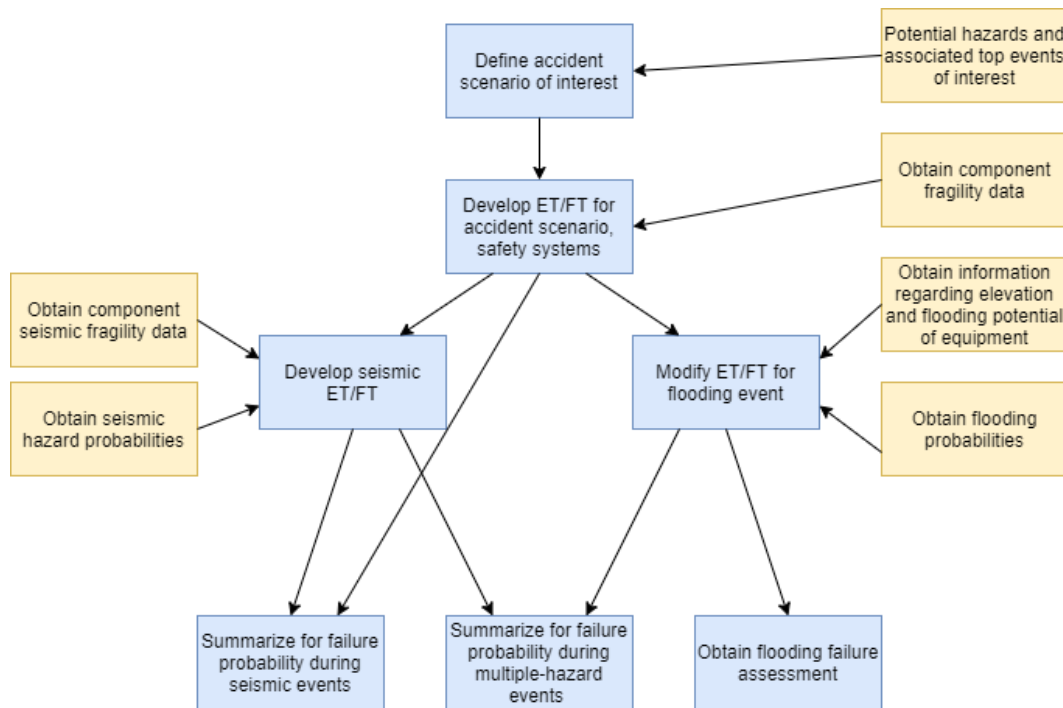 Potential hazards and
associated top events
of interest
Define accident
scenario of interest
Obtain component
fragility data
Develop ET/FT for
accident scenario,
safety systems
Obtain information
regarding elevation
and flooding potential
of equipment
Obtain component
seismic fragility data
Develop seismic
ET/FT
Modify ET/FT for
flooding event
Obtain seismic
hazard probabilities
Obtain flooding
probabilities
Summarize for failure
probability during
seismic events
Summarize for failure
probability during
multiple-hazard
events
Obtain flooding failure
assessment